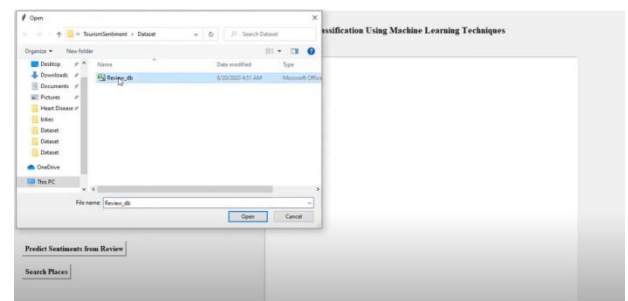 Open
TourismSentiment › Dataset
Search Dataset
ssification Using Machine Learning Techniques
Organize
New folder
Name
Date modified
Type
Desktop
Downloads
Documents
Pictures
Heart Disease
bikes
Dataset
Dataset
Dataset
OneDrive
This PC
Review_db
8/20/2020 4:51 AM
Microsoft Office
File name:
Review_db
Open
Cancel
Predict Sentiments from Review
Search Places